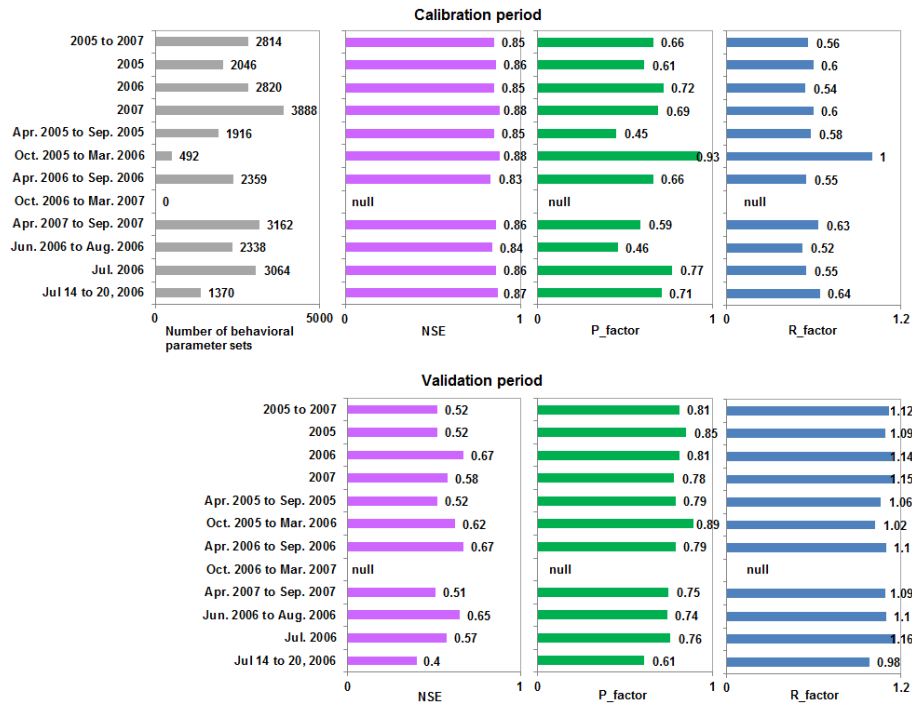 Calibration period
2005 to 2007 2814 0.85 0.66 0.56
2005 2046 0.86 0.61 0.6
2006 2820 0.85 0.72 0.54
2007 3888 0.88 0.69 0.6
Apr. 2005 to Sep. 2005 1916 0.85 0.45 0.58
Oct. 2005 to Mar. 2006 492 0.88 0.93 1
Apr. 2006 to Sep. 2006 2359 0.83 0.66 0.55
Oct. 2006 to Mar. 2007 0 null null null
Apr. 2007 to Sep. 2007 3162 0.86 0.59 0.63
Jun. 2006 to Aug. 2006 2338 0.84 0.46 0.52
Jul. 2006 3064 0.86 0.77 0.55
Jul 14 to 20, 2006 1370 0.87 0.71 0.64
0 5000 0 1 0 1 0 1.2
Number of behavioral NSE P_factor R_factor
parameter sets
Validation period
2005 to 2007 0.52 0.81 1.12
2005 0.52 0.85 1.09
2006 0.67 0.81 1.14
2007 0.58 0.78 1.15
Apr. 2005 to Sep. 2005 0.52 0.79 1.06
Oct. 2005 to Mar. 2006 0.62 0.89 1.02
Apr. 2006 to Sep. 2006 0.67 0.79 1.1
Oct. 2006 to Mar. 2007 null null null
Apr. 2007 to Sep. 2007 0.51 0.75 1.09
Jun. 2006 to Aug. 2006 0.65 0.74 1.1
Jul. 2006 0.57 0.76 1.16
Jul 14 to 20, 2006 0.4 0.61 0.98
0 1 0 1 0 1.2
NSE P_factor R_factor